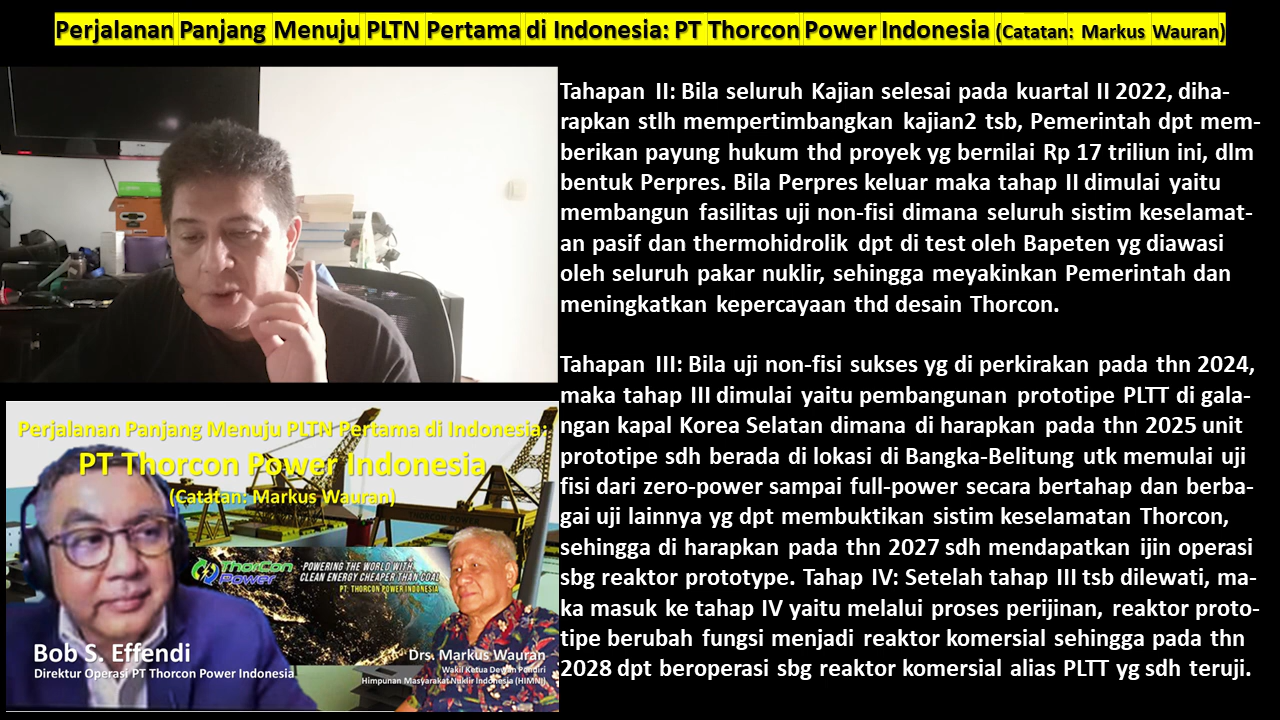 Perjalanan Panjang Menuju PLTN Pertama di Indonesia: PT Thorcon Power Indonesia (Catatan: Markus Wauran)
Tahapan II: Bila seluruh Kajian selesai pada kuartal II 2022, diha-
rapkan stlh mempertimbangkan kajian2 tsb, Pemerintah dpt mem-
berikan payung hukum thd proyek yg bernilai Rp 17 triliun ini, dlm
bentuk Perpres. Bila Perpres keluar maka tahap II dimulai yaitu
membangun fasilitas uji non-fisi dimana seluruh sistim keselamat-
an pasif dan thermohidrolik dpt di test oleh Bapeten yg diawasi
oleh seluruh pakar nuklir, sehingga meyakinkan Pemerintah dan
meningkatkan kepercayaan thd desain Thorcon.
Tahapan III: Bila uji non-fisi sukses yg di perkirakan pada thn 2024,
maka tahap III dimulai yaitu pembangunan prototipe PLTT di gala-
ngan kapal Korea Selatan dimana di harapkan pada thn 2025 unit
prototipe sdh berada di lokasi di Bangka-Belitung utk memulai uji
fisi dari zero-power sampai full-power secara bertahap dan berba-
gai uji lainnya yg dpt membuktikan sistim keselamatan Thorcon,
sehingga di harapkan pada thn 2027 sdh mendapatkan ijin operasi
sbg reaktor prototype. Tahap IV: Setelah tahap III tsb dilewati, ma-
ka masuk ke tahap IV yaitu melalui proses perijinan, reaktor proto-
tipe berubah fungsi menjadi reaktor komersial sehingga pada thn
2028 dpt beroperasi sbg reaktor komersial alias PLTT yg sdh teruji.
Perjalanan Panjang Menuju PLTN Pertama di Indonesia:
PT Thorcon Power Indonesia
(Catatan: Markus Wauran)
ThorCon
Power
POWERING THE WORLD WITH
CLEAN ENERGY CHEAPER THAN COAL
PT. THORCON POWER INDONESIA
Bob S. Effendi
Direktur Operasi PT Thorcon Power Indonesia
Drs. Markus Wauran
Wakil Ketua Dewan Pendiri
Himpunan Masyarakat Nuklir Indonesia (HIMNI)